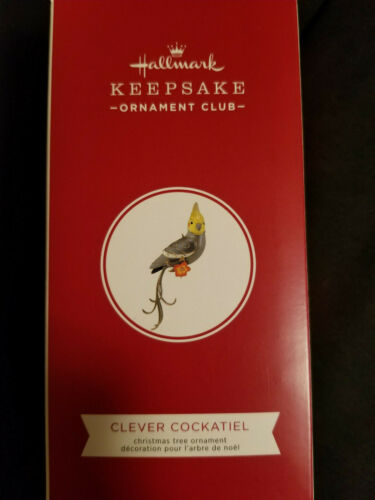 Hallmark
KEEPSAKE
-ORNAMENT CLUB-
CLEVER COCKATIEL
christmas tree ornament
décoration pour l'arbre de noël